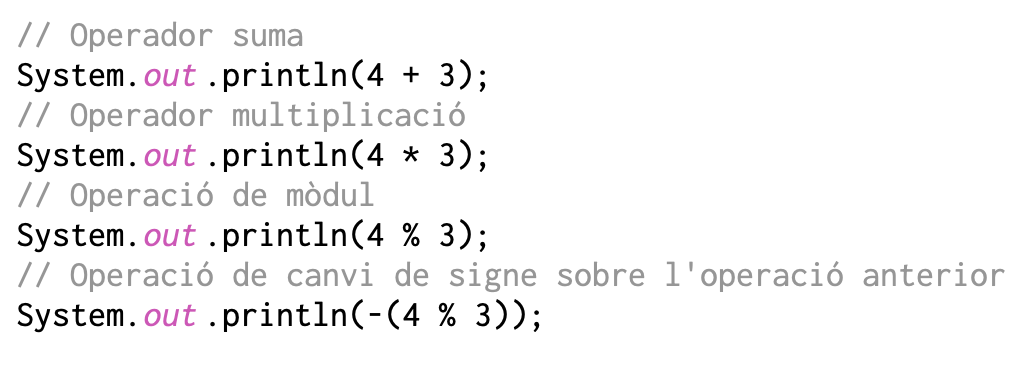 // Operador suma
System.out.println(4 + 3);
// Operador multiplicació
System.out.println(4 * 3);
// Operació de mòdul
System.out.println(4 % 3);
// Operació de canvi de signe sobre l'operació anterior
System.out.println(-(4 % 3));